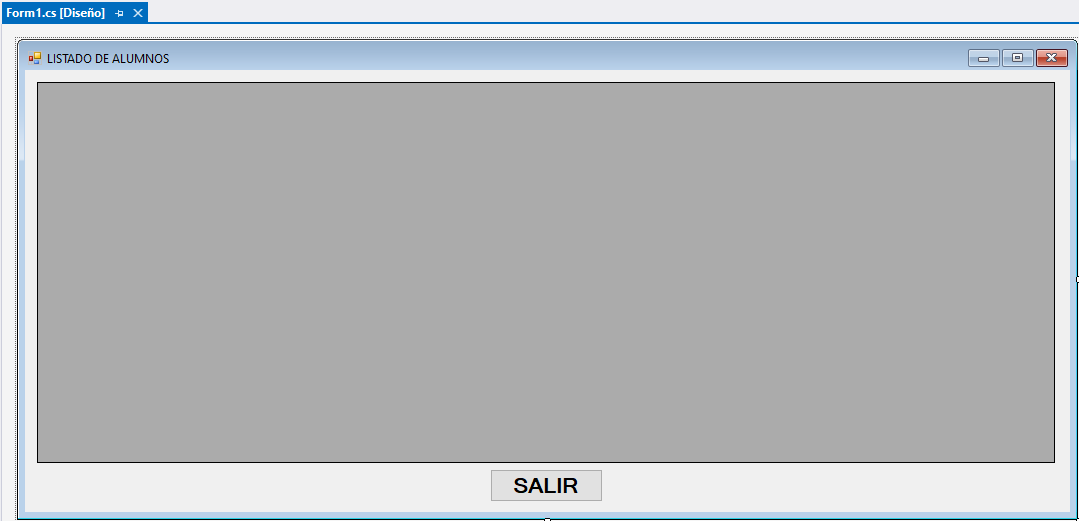 Form1.cs [Diseño]
LISTADO DE ALUMNOS
SALIR